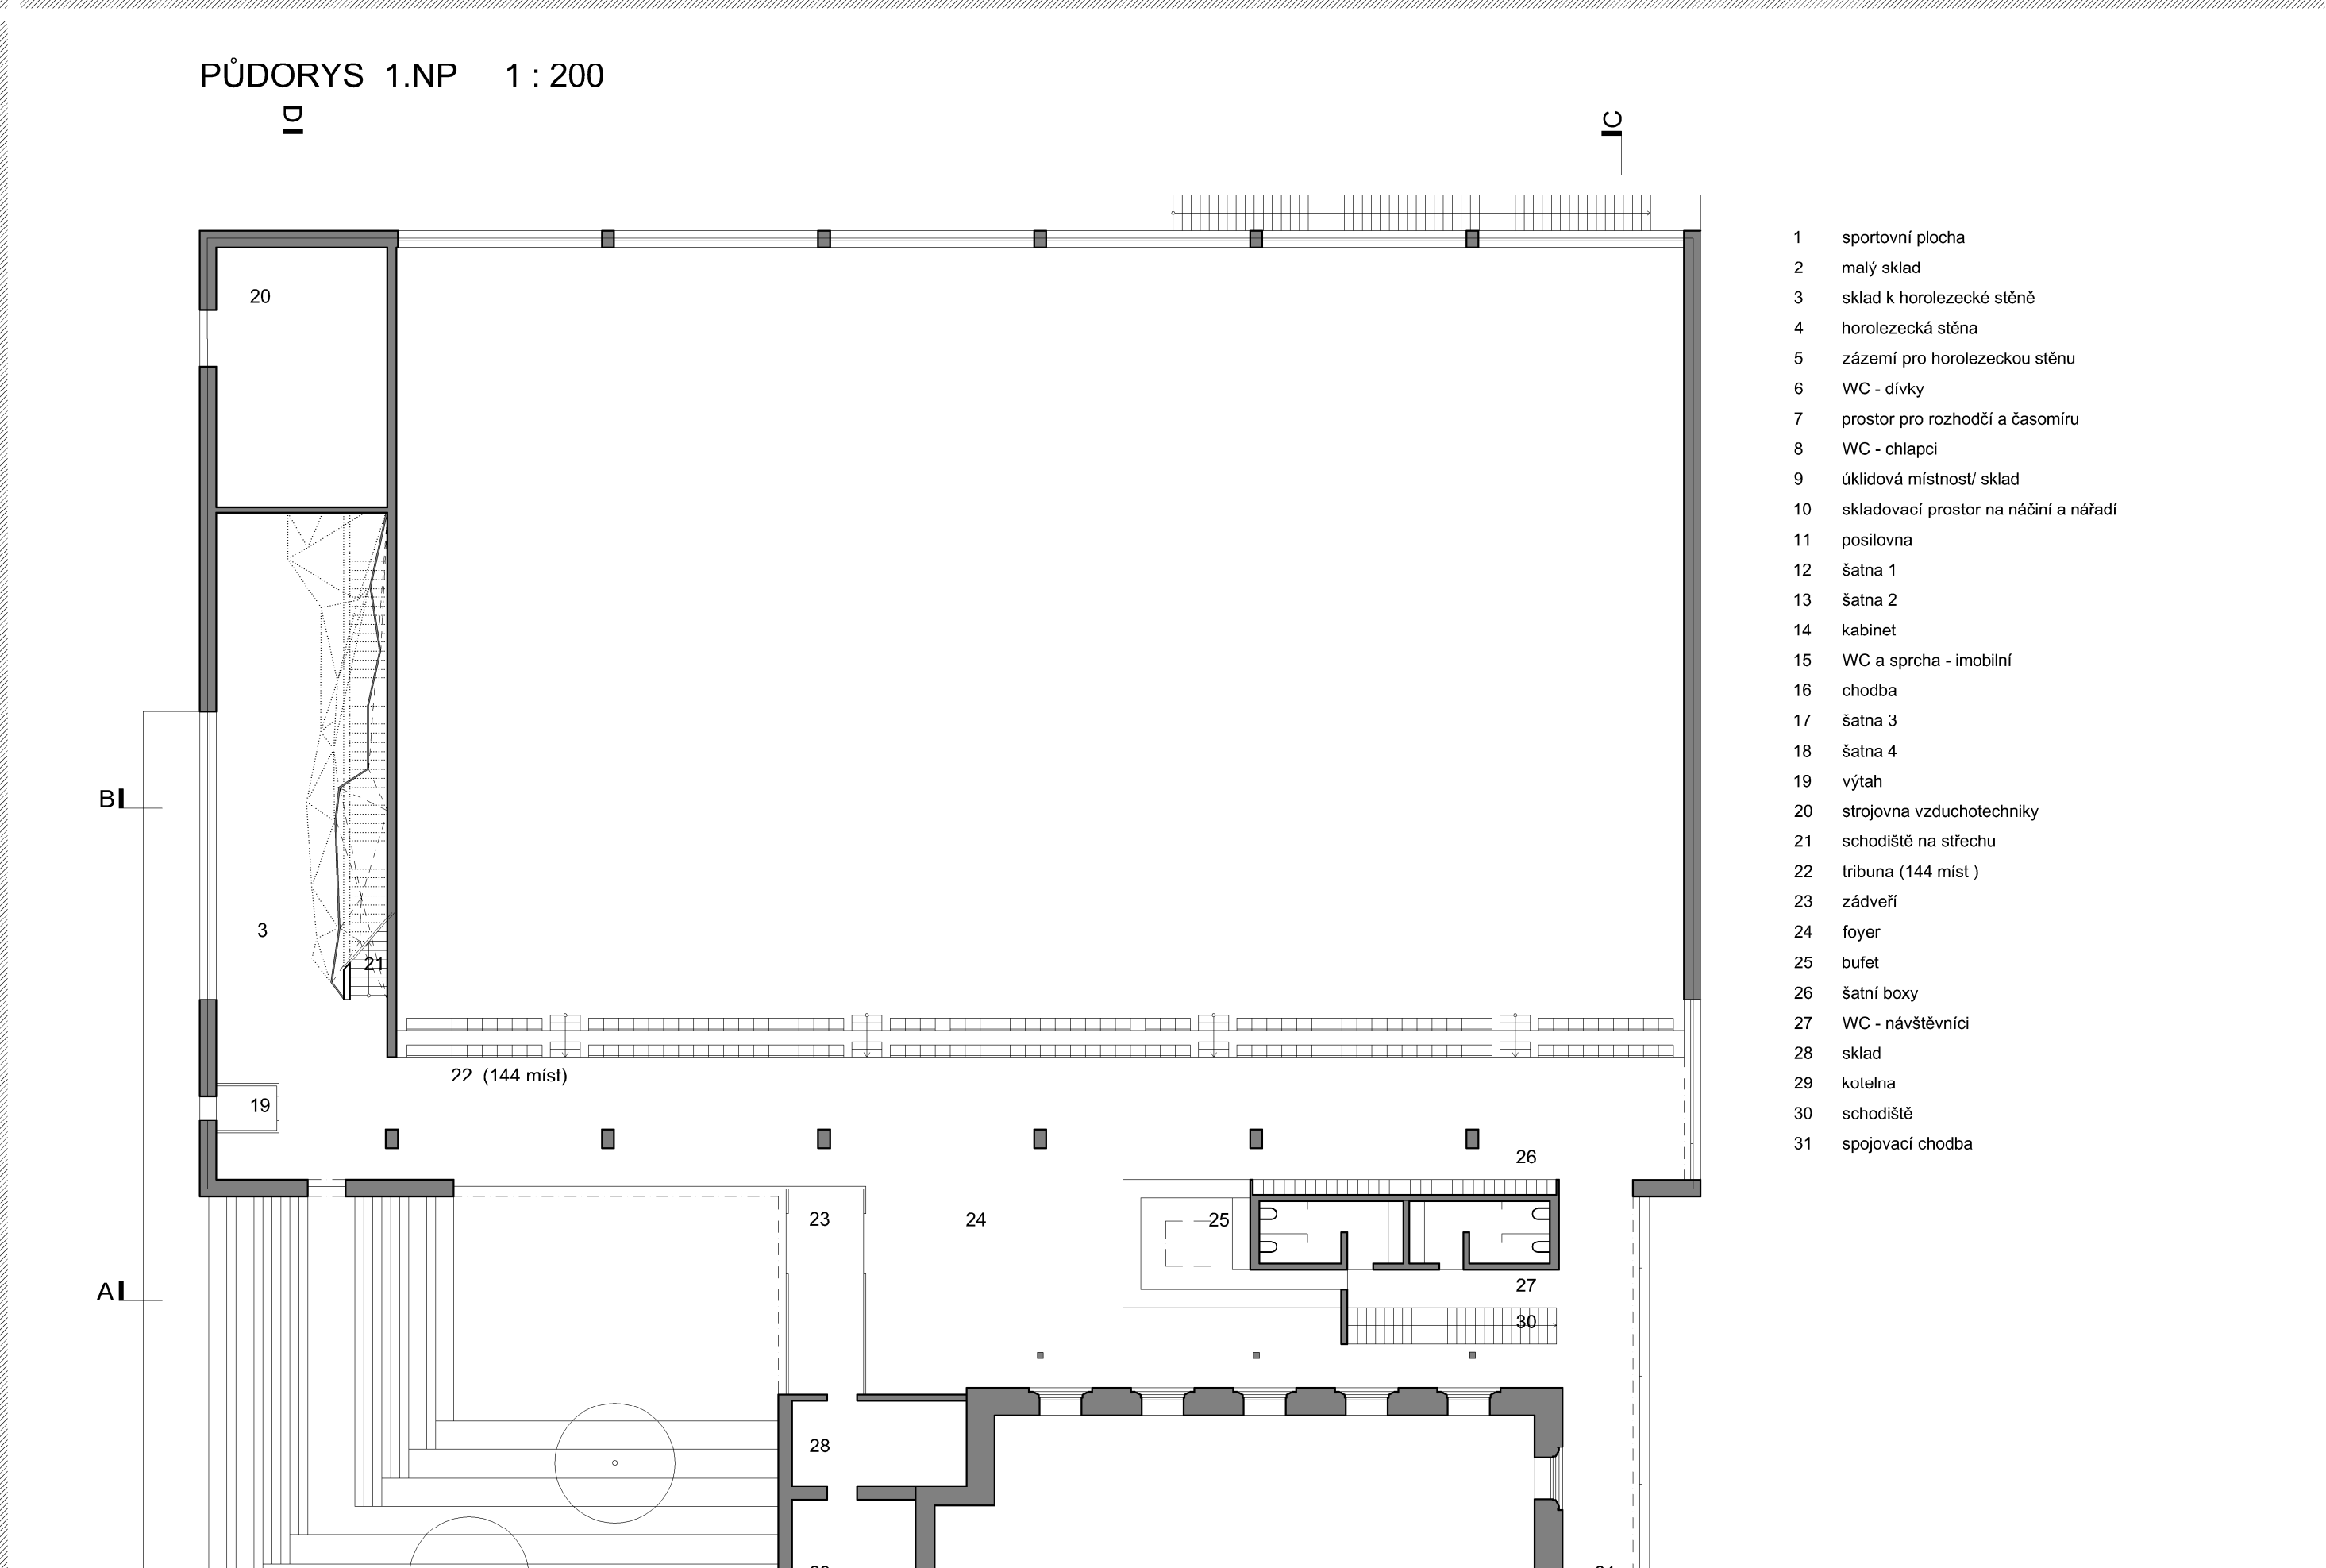 PŮDORYS 1.NP 1 : 200
D
C
1 sportovní plocha
2 malý sklad
3 sklad k horolezecké stěně
4 horolezecká stěna
5 zázemí pro horolezeckou stěnu
6 WC - dívky
7 prostor pro rozhodčí a časomíru
8 WC - chlapci
9 úklidová místnost/ sklad
10 skladovací prostor na náčiní a nářadí
11 posilovna
12 šatna 1
13 šatna 2
14 kabinet
15 WC a sprcha - imobilní
16 chodba
17 šatna 3
18 šatna 4
19 výtah
20 strojovna vzduchotechniky
21 schodiště na střechu
22 tribuna (144 míst )
23 zádveří
24 foyer
25 bufet
26 šatní boxy
27 WC - návštěvníci
28 sklad
29 kotelna
30 schodiště
31 spojovací chodba
20
B
3
21
22 (144 míst)
19
26
23
24
25
27
A
30
28